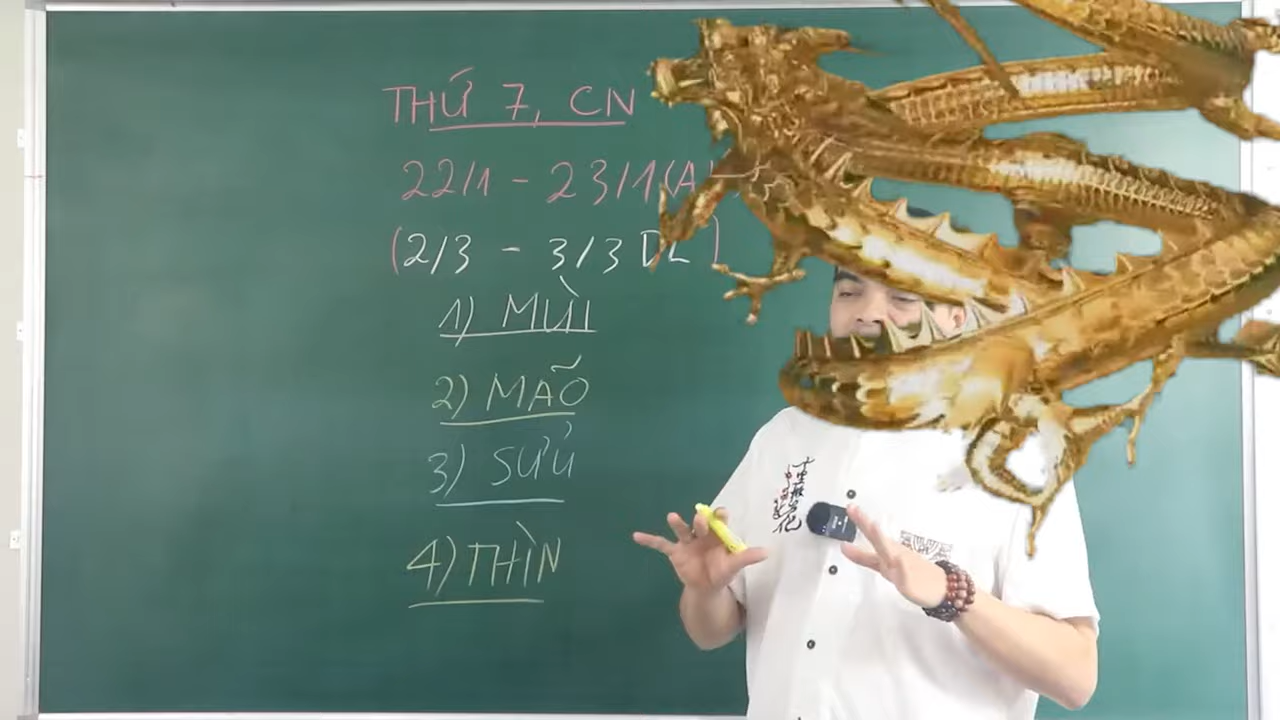 THỨ 7, CN
22/1 - 23/1 (A
(2/3 - 3/3 DL)
1) MÙI
2) MÃO
3) SỬU
4) THÌN